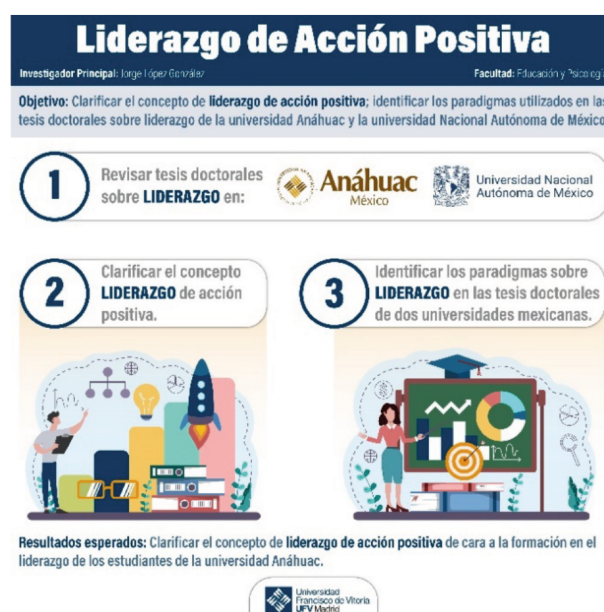 Liderazgo de Acción Positiva
Investigador Principal: Jorge López González
Facultad: Educación y Psicología
Objetivo: Clarificar el concepto de liderazgo de acción positiva; identificar los paradigmas utilizados en las
tesis doctorales sobre liderazgo de la universidad Anáhuac y la universidad Nacional Autónoma de México
1
Revisar tesis doctorales
sobre LIDERAZGO en:
Anáhuac
México
Universidad Nacional
Autónoma de México
2
Clarificar el concepto
LIDERAZGO de acción
positiva.
3
Identificar los paradigmas sobre
LIDERAZGO en las tesis doctorales
de dos universidades mexicanas.
Resultados esperados: Clarificar el concepto de liderazgo de acción positiva de cara a la formación en el
liderazgo de los estudiantes de la universidad Anáhuac.
Universidad
Francisco de Vitoria
UFV Madrid